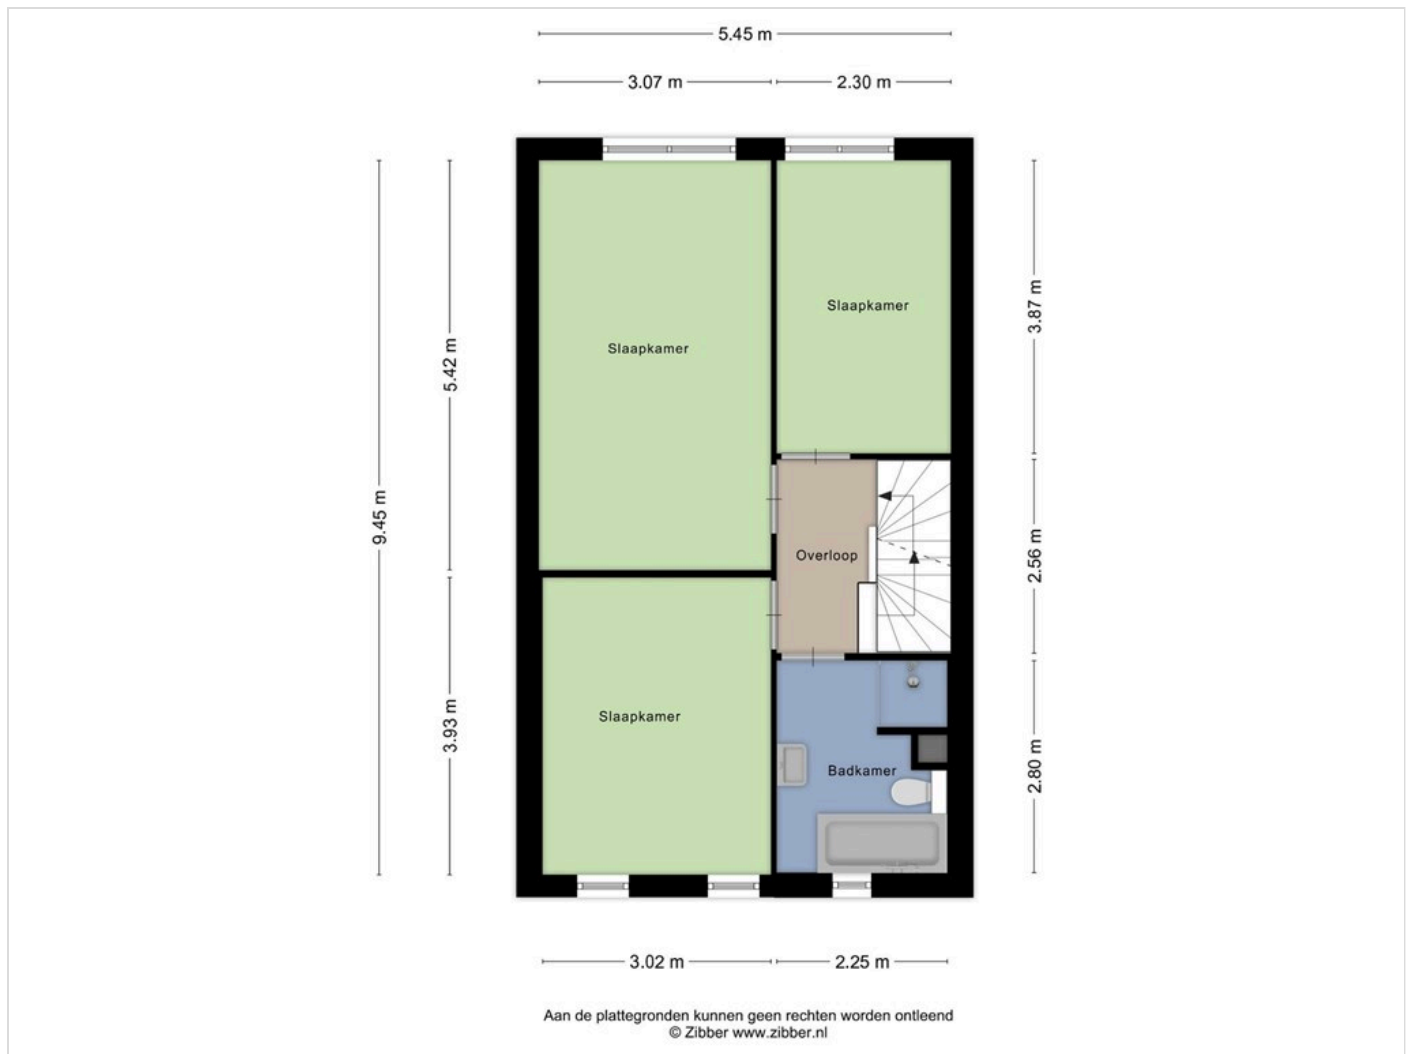 5.45 m
3.07 m
2.30 m
Slaapkamer
3.87 m
Slaapkamer
5.42 m
9.45 m
Overloop
2.56 m
Slaapkamer
3.93 m
Badkamer
2.80 m
3.02 m
2.25 m
Aan de plattegronden kunnen geen rechten worden ontleend
© Zibber www.zibber.nl